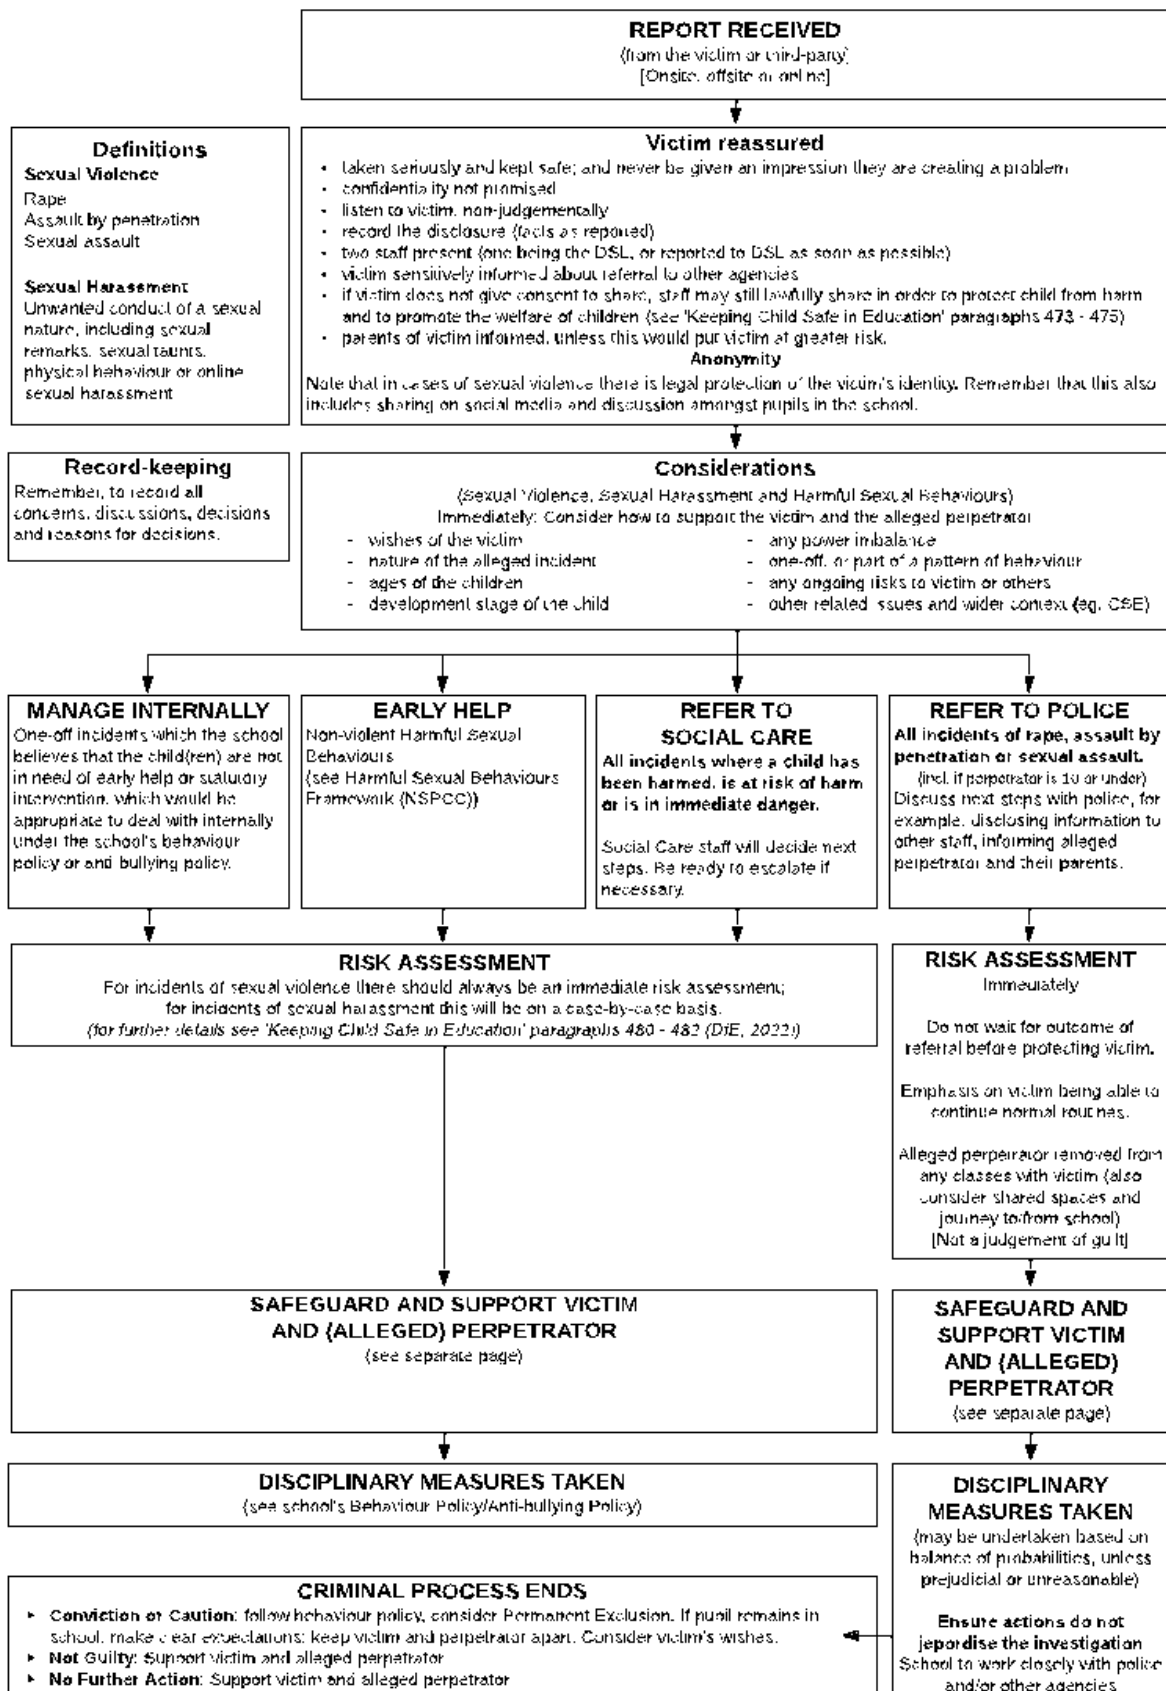 REPORT RECEIVED
(from the victim or third-party)
[Onsite, offsite or online]
Definitions
Sexual Violence
Rape
Assault by penetration
Sexual assault
Sexual Harassment
Unwanted conduct of a sexual
nature, including sexual
remarks, sexual taunts,
physical behaviour or online
sexual harassment
Victim reassured
• taken seriously and kept safe; and never be given an impression they are creating a problem
• confidentiality not promised
• listen to victim, non-judgementally
• record the disclosure (facts as reported)
• two staff present (one being the DSL, or reported to DSL as soon as possible)
• victim sensitively informed about referral to other agencies
• if victim does not give consent to share, staff may still lawfully share in order to protect child from harm
and to promote the welfare of children (see 'Keeping Child Safe in Education' paragraphs 473 - 475)
• parents of victim informed, unless this would put victim at greater risk.
Anonymity
Note that in cases of sexual violence there is legal protection of the victim's identity. Remember that this also
includes sharing on social media and discussion amongst pupils in the school.
Record-keeping
Remember, to record all
concerns, discussions, decisions
and reasons for decisions.
Considerations
(Sexual Violence, Sexual Harassment and Harmful Sexual Behaviours)
Immediately: Consider how to support the victim and the alleged perpetrator
- wishes of the victim
- nature of the alleged incident
- ages of the children
- development stage of the child
- any power imbalance
- one-off, or part of a pattern of behaviour
- any ongoing risks to victim or others
- other related issues and wider context (eg. CSE)
MANAGE INTERNALLY
One-off incidents which the school
believes that the child(ren) are not
in need of early help or statutory
intervention, which would be
appropriate to deal with internally
under the school's behaviour
policy or anti bullying policy.
EARLY HELP
Non-violent Harmful Sexual
Behaviours
(see Harmful Sexual Behaviours
Framework (NSPCC))
REFER TO
SOCIAL CARE
All incidents where a child has
been harmed, is at risk of harm
or is in immediate danger.
Social Care staff will decide next
steps. Be ready to escalate if
necessary.
REFER TO POLICE
All incidents of rape, assault by
penetration or sexual assault.
(incl. if perpetrator is 10 or under)
Discuss next steps with police, for
example, disclosing information to
other staff, informing alleged
perpetrator and their parents.
RISK ASSESSMENT
For incidents of sexual violence there should always be an immediate risk assessment;
for incidents of sexual harassment this will be on a case-by-case basis.
(for further details see 'Keeping Child Safe in Education' paragraphs 480 - 482 (DfE, 2022))
RISK ASSESSMENT
Immediately
Do not wait for outcome of
referral before protecting victim.
Emphasis on victim being able to
continue normal routines.
Alleged perpetrator removed from
any classes with victim (also
consider shared spaces and
journey to/from school)
[Not a judgement of guilt]
SAFEGUARD AND SUPPORT VICTIM
AND (ALLEGED) PERPETRATOR
(see separate page)
SAFEGUARD AND
SUPPORT VICTIM
AND (ALLEGED)
PERPETRATOR
(see separate page)
DISCIPLINARY MEASURES TAKEN
(see school's Behaviour Policy/Anti-bullying Policy)
DISCIPLINARY
MEASURES TAKEN
(may be undertaken based on
balance of probabilities, unless
prejudicial or unreasonable)
Ensure actions do not
jepordise the investigation
School to work closely with police
and/or other agencies
CRIMINAL PROCESS ENDS
▸ Conviction or Caution: follow behaviour policy, consider Permanent Exclusion. If pupil remains in
school, make clear expectations; keep victim and perpetrator apart. Consider victim's wishes.
▸ Not Guilty: Support victim and alleged perpetrator
▸ No Further Action: Support victim and alleged perpetrator